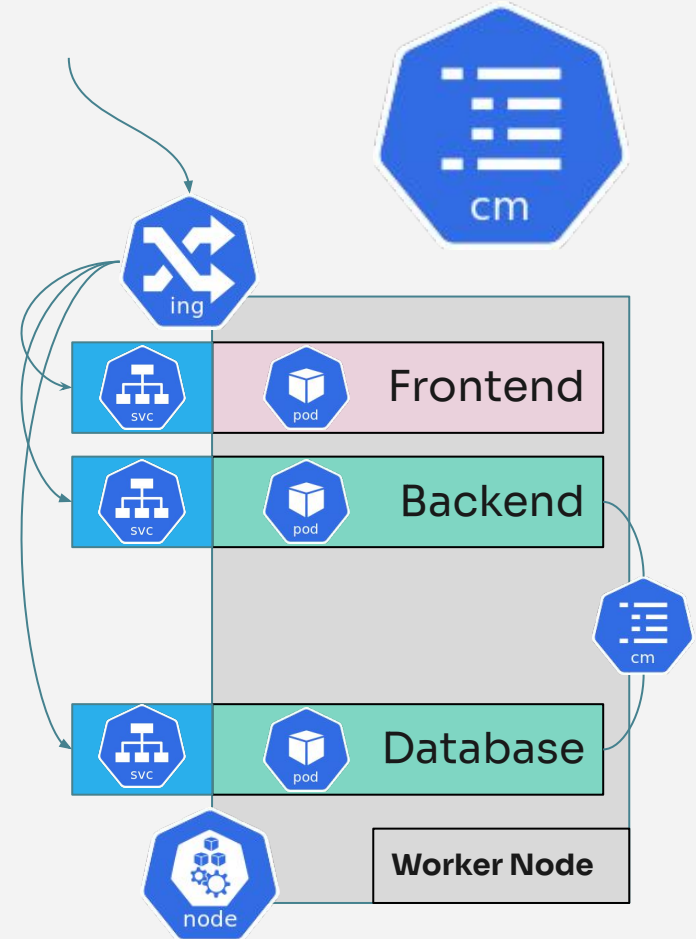 cm
ing
svc
pod
Frontend
svc
pod
Backend
cm
svc
pod
Database
Worker Node
node